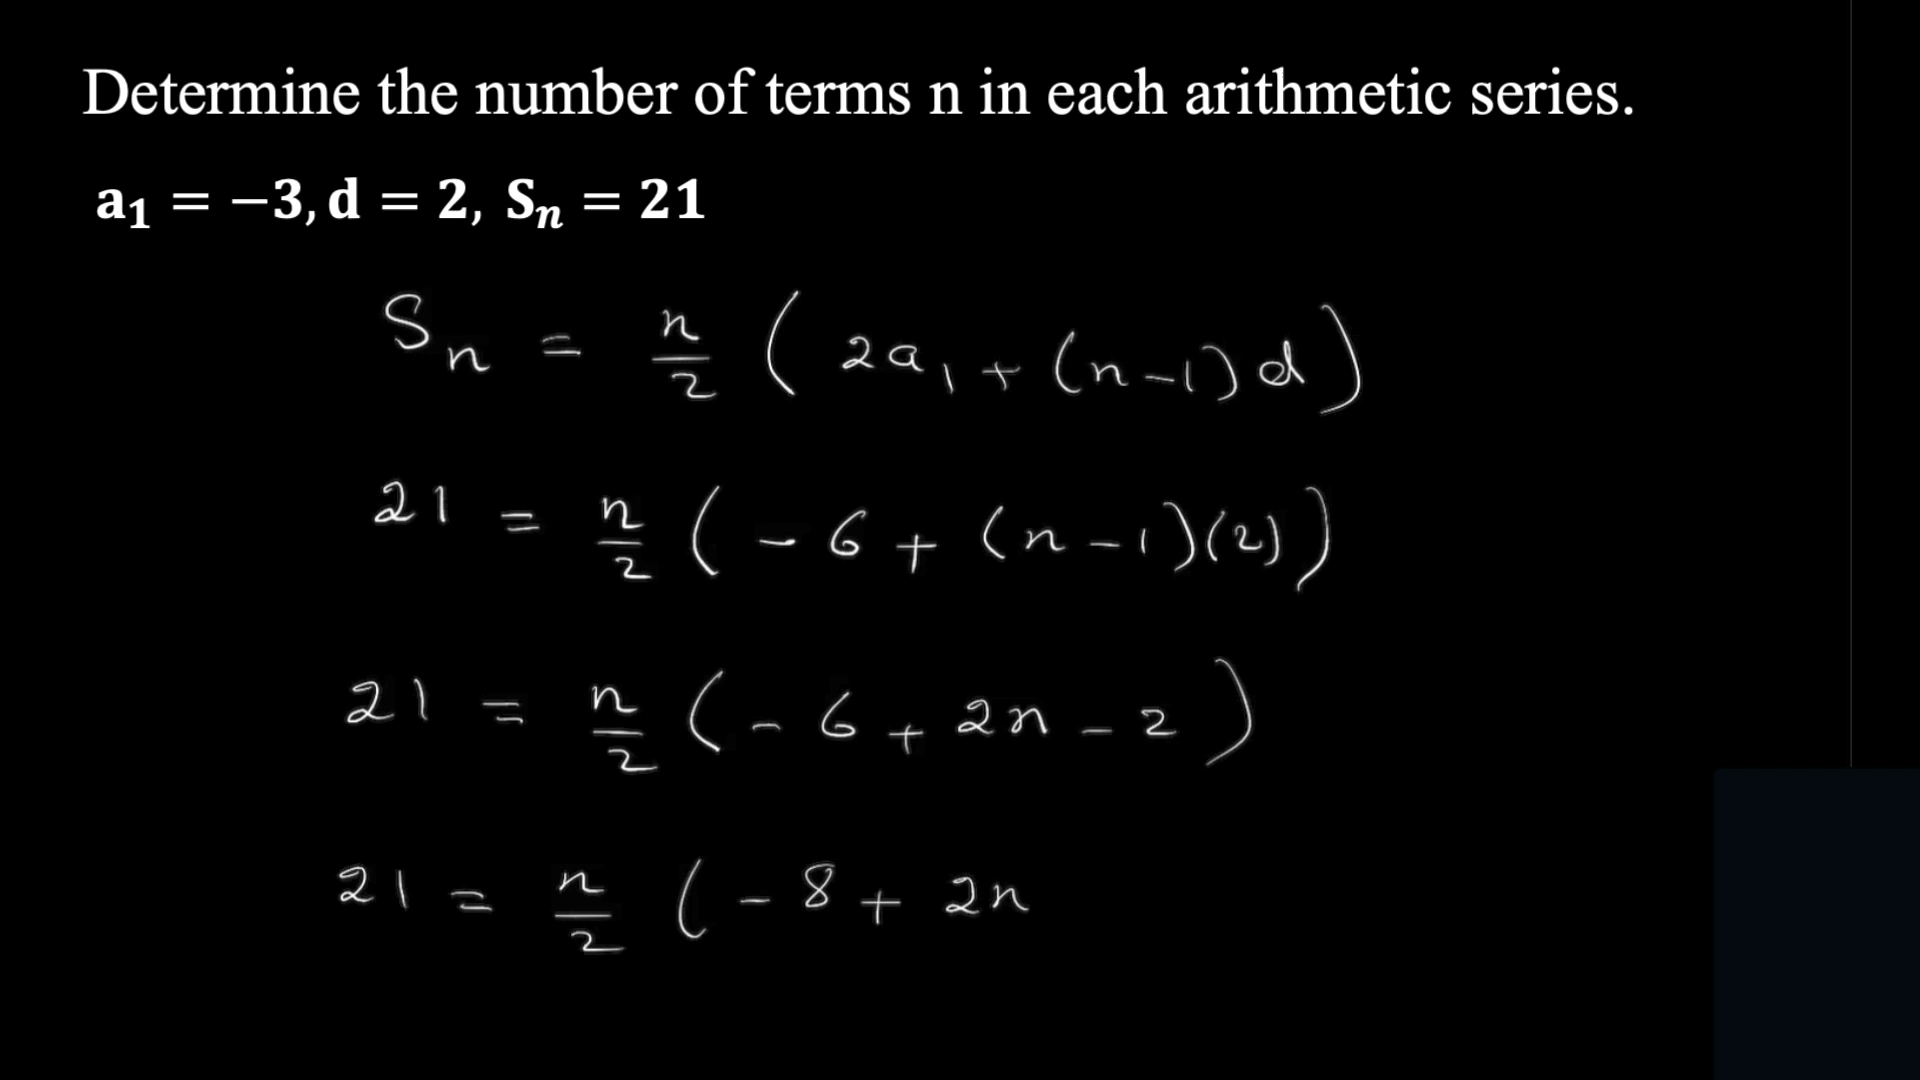 Determine the number of terms n in each arithmetic series.
a₁ = −3, d = 2, Sₙ = 21
Sₙ = n/2 ( 2a₁ + (n-1)d )
21 = n/2 ( - 6 + (n-1)(2) )
21 = n/2 ( - 6 + 2n - 2 )
21 = n/2 ( - 8 + 2n